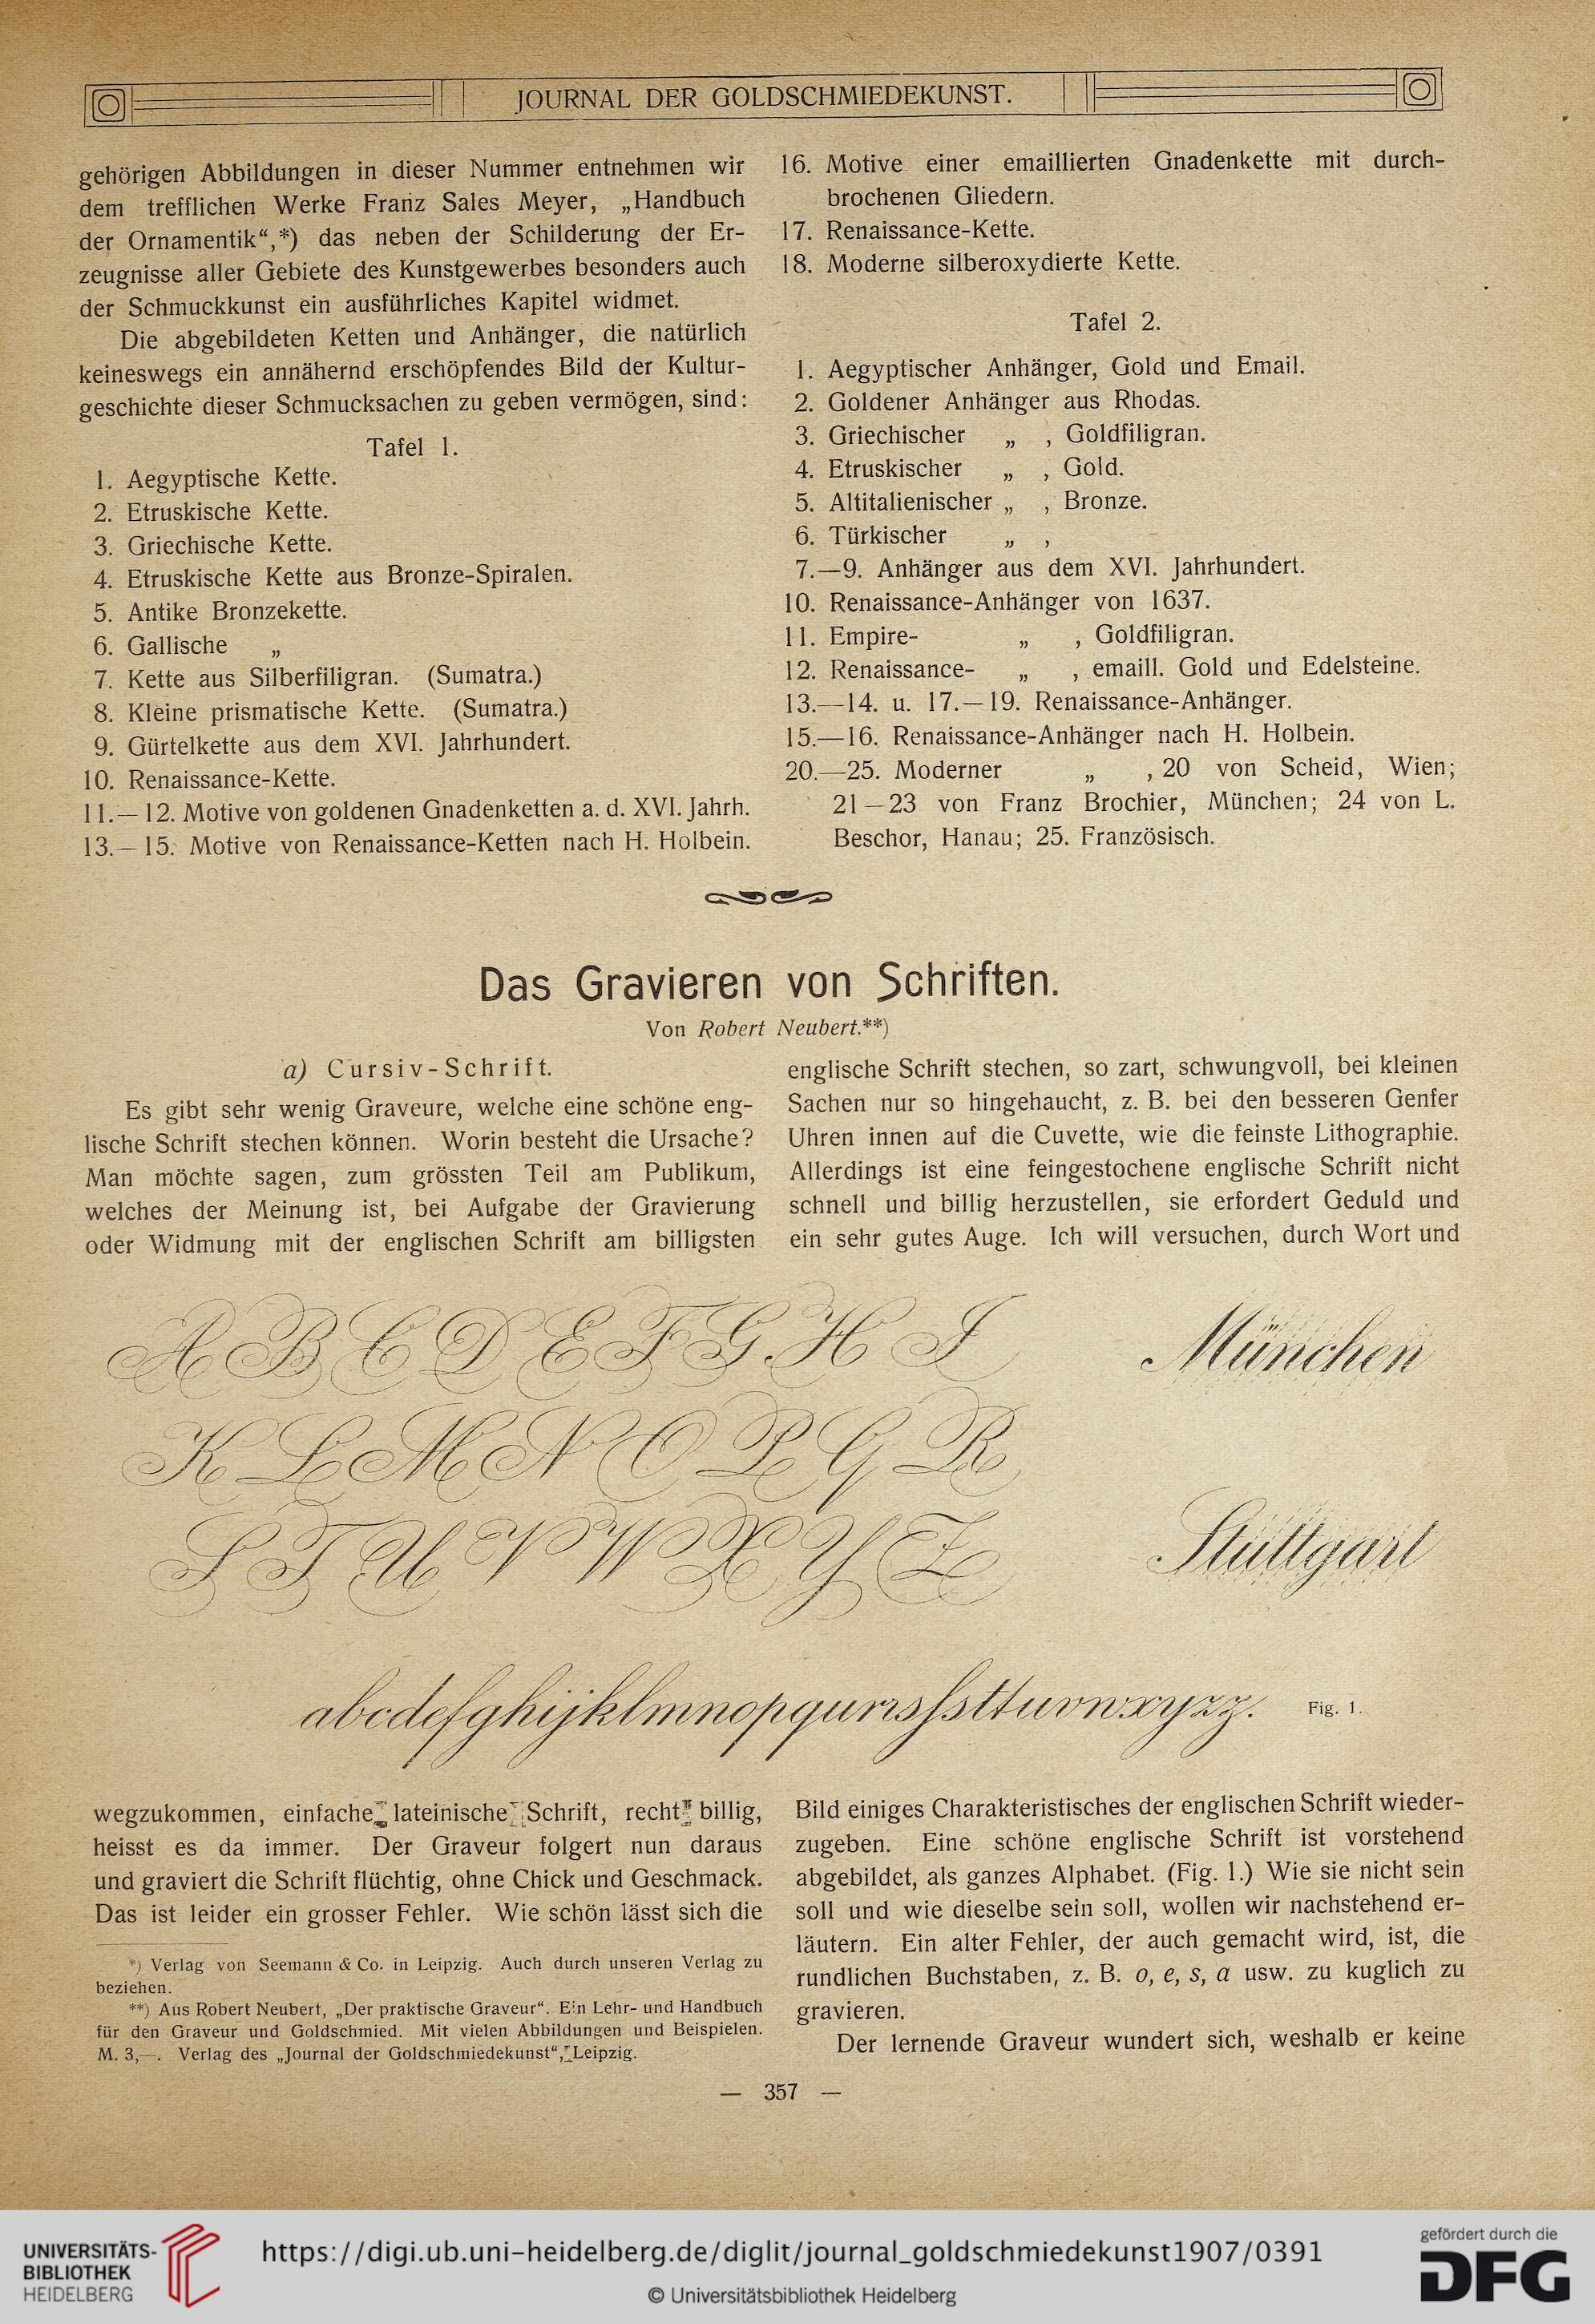 JOURNAL DER GOLDSCHMIEDEKUNST.
gehörigen Abbildungen in dieser Nummer entnehmen wir
dem trefflichen Werke Franz Sales Meyer, „Handbuch
der Ornamentik“,*) das neben der Schilderung der Er-
zeugnisse aller Gebiete des Kunstgewerbes besonders auch
der Schmuckkunst ein ausführliches Kapitel widmet.
Die abgebildeten Ketten und Anhänger, die natürlich
keineswegs ein annähernd erschöpfendes Bild der Kultur-
geschichte dieser Schmucksachen zu geben vermögen, sind:
Tafel 1.
1. Aegyptische Kette.
2. Etruskische Kette.
3. Griechische Kette.
4. Etruskische Kette aus Bronze-Spiralen.
5. Antike Bronzekette.
6. Gallische „
7. Kette aus Silberfiligran. (Sumatra.)
8. Kleine prismatische Kette. (Sumatra.)
9. Gürtelkette aus dem XVI. Jahrhundert.
10. Renaissance-Kette.
11.—12. Motive von goldenen Gnadenketten a. d. XVI. Jahrh.
13.—15. Motive von Renaissance-Ketten nach H. Holbein.
16. Motive einer emaillierten Gnadenkette mit durch-
brochenen Gliedern.
17. Renaissance-Kette.
18. Moderne silberoxydierte Kette.
Tafel 2.
1. Aegyptischer Anhänger, Gold und Email.
2. Goldener Anhänger aus Rhodas.
3. Griechischer „ , Goldfiligran.
4. Etruskischer „ , Gold.
5. Altitalienischer „ , Bronze.
6. Türkischer „ ,
7.—9. Anhänger aus dem XVI. Jahrhundert.
10. Renaissance-Anhänger von 1637.
11. Empire- „ , Goldfiligran.
12. Renaissance- „ , emaill. Gold und Edelsteine.
13.—14. u. 17.—19. Renaissance-Anhänger.
15.—16. Renaissance-Anhänger nach H. Holbein.
20.—25. Moderner „ , 20 von Scheid, Wien;
21—23 von Franz Brochier, München; 24 von L.
Beschor, Hanau; 25. Französisch.
Das Gravieren von Schriften.
Von Robert Neubert.**)
a) Cursiv-Schrift.
Es gibt sehr wenig Graveure, welche eine schöne eng-
lische Schrift stechen können. Worin besteht die Ursache?
Man möchte sagen, zum grössten Teil am Publikum,
welches der Meinung ist, bei Aufgabe der Gravierung
oder Widmung mit der englischen Schrift am billigsten
englische Schrift stechen, so zart, schwungvoll, bei kleinen
Sachen nur so hingehaucht, z. B. bei den besseren Genfer
Uhren innen auf die Cuvette, wie die feinste Lithographie.
Allerdings ist eine feingestochene englische Schrift nicht
schnell und billig herzustellen, sie erfordert Geduld und
ein sehr gutes Auge. Ich will versuchen, durch Wort und
A B C D E F G H I
München
K L M N O P Q R
S T U V W X Y Z
Stuttgart
abcdefghijklmnopqurrsſsttuvwxyzz.
Fig. 1.
wegzukommen, einfache lateinische Schrift, recht billig,
heisst es da immer. Der Graveur folgert nun daraus
und graviert die Schrift flüchtig, ohne Chick und Geschmack.
Das ist leider ein grosser Fehler. Wie schön lässt sich die
*) Verlag von Seemann & Co. in Leipzig. Auch durch unseren Verlag zu
beziehen.
**) Aus Robert Neubert, „Der praktische Graveur“. Ein Lehr- und Handbuch
für den Graveur und Goldschmied. Mit vielen Abbildungen und Beispielen.
M. 3,—. Verlag des „Journal der Goldschmiedekunst“, Leipzig.
Bild einiges Charakteristisches der englischen Schrift wieder-
zugeben. Eine schöne englische Schrift ist vorstehend
abgebildet, als ganzes Alphabet. (Fig. 1.) Wie sie nicht sein
soll und wie dieselbe sein soll, wollen wir nachstehend er-
läutern. Ein alter Fehler, der auch gemacht wird, ist, die
rundlichen Buchstaben, z. B. o, e, s, a usw. zu kuglich zu
gravieren.
Der lernende Graveur wundert sich, weshalb er keine
— 357 —
UNIVERSITÄTS-
BIBLIOTHEK
HEIDELBERG
https://digi.ub.uni-heidelberg.de/diglit/journal_goldschmiedekunst1907/0391
© Universitätsbibliothek Heidelberg
gefördert durch die
DFG